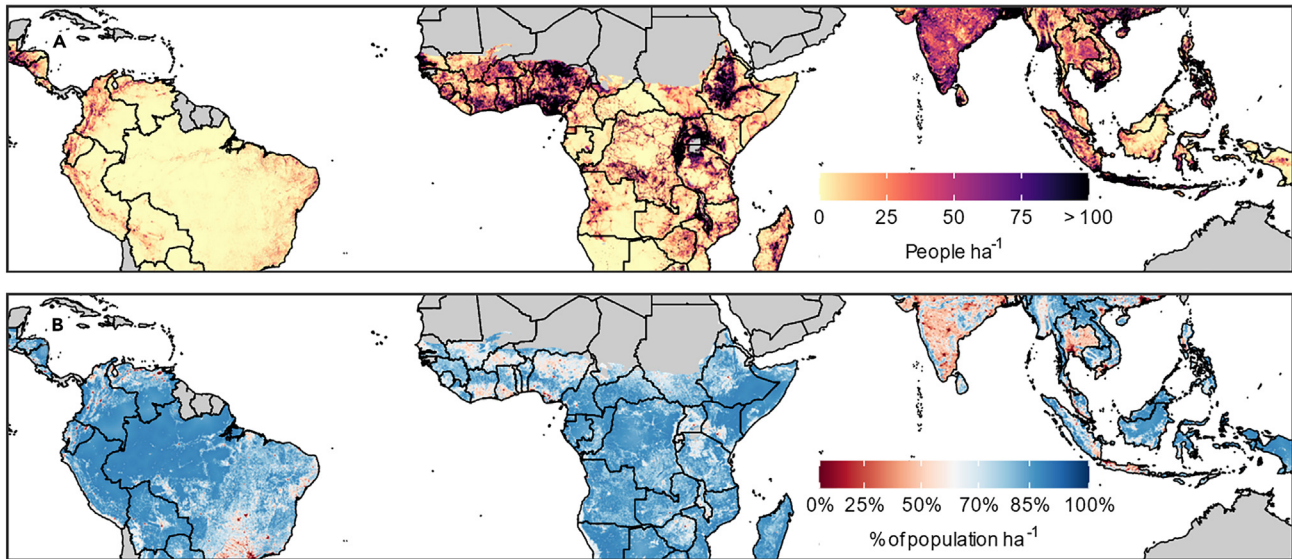 A
0 25 50 75 > 100
People ha⁻¹
B
0% 25% 50% 70% 85% 100%
% of population ha⁻¹